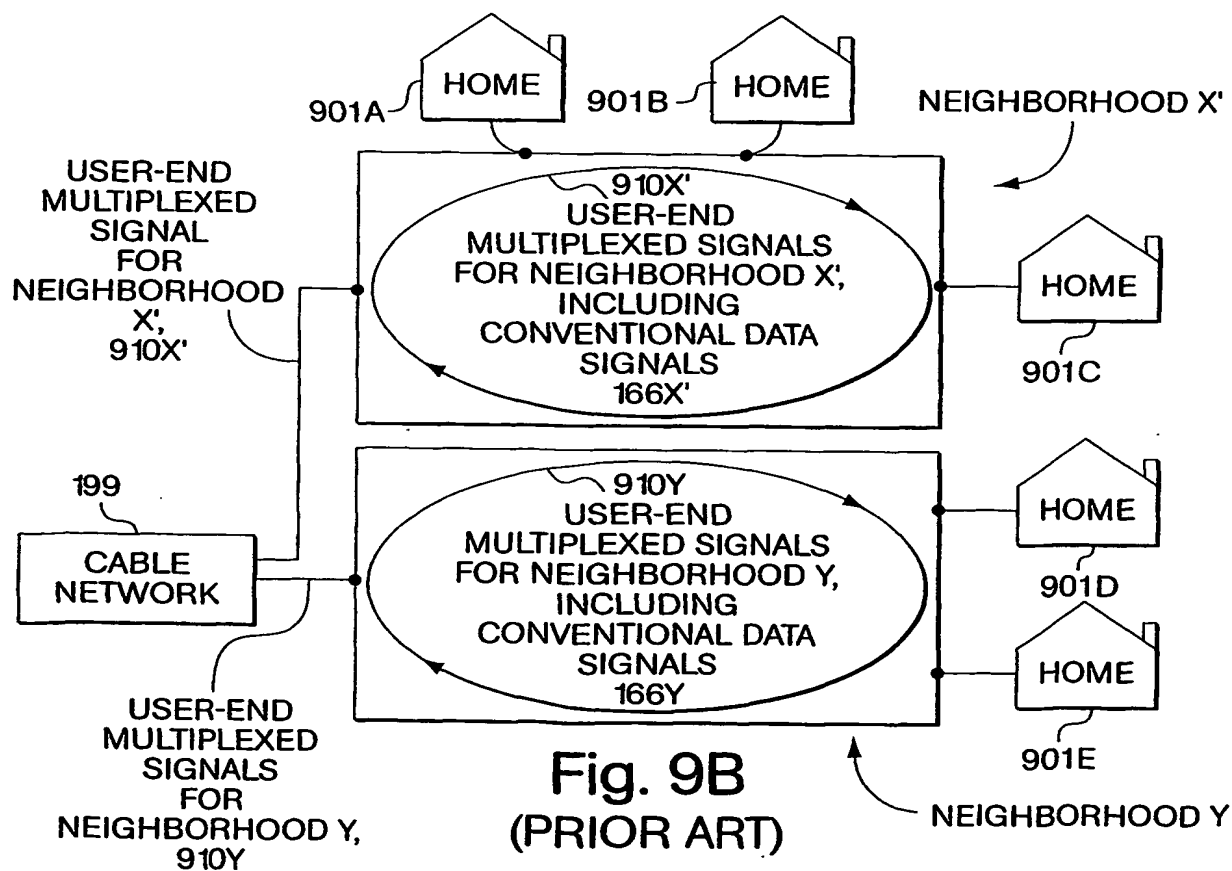 HOME
HOME
901A
901B
NEIGHBORHOOD X'
USER-END
MULTIPLEXED
SIGNAL
FOR
NEIGHBORHOOD
X',
910X'
910X'
USER-END
MULTIPLEXED SIGNALS
FOR NEIGHBORHOOD X',
INCLUDING
CONVENTIONAL DATA
SIGNALS
166X'
HOME
901C
199
CABLE
NETWORK
910Y
USER-END
MULTIPLEXED SIGNALS
FOR NEIGHBORHOOD Y,
INCLUDING
CONVENTIONAL DATA
SIGNALS
166Y
HOME
901D
HOME
901E
USER-END
MULTIPLEXED
SIGNALS
FOR
NEIGHBORHOOD Y,
910Y
NEIGHBORHOOD Y
Fig. 9B
(PRIOR ART)